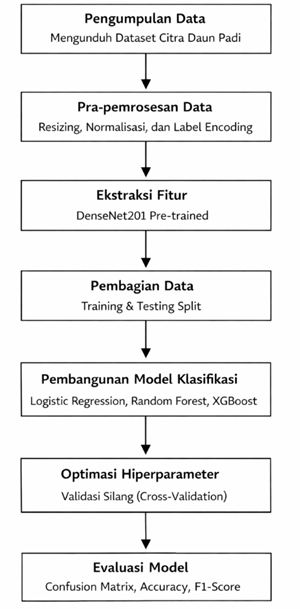 Pengumpulan Data
Mengunduh Dataset Citra Daun Padi
Pra-pemrosesan Data
Resizing, Normalisasi, dan Label Encoding
Ekstraksi Fitur
DenseNet201 Pre-trained
Pembagian Data
Training & Testing Split
Pembangunan Model Klasifikasi
Logistic Regression, Random Forest, XGBoost
Optimasi Hiperparameter
Validasi Silang (Cross-Validation)
Evaluasi Model
Confusion Matrix, Accuracy, F1-Score